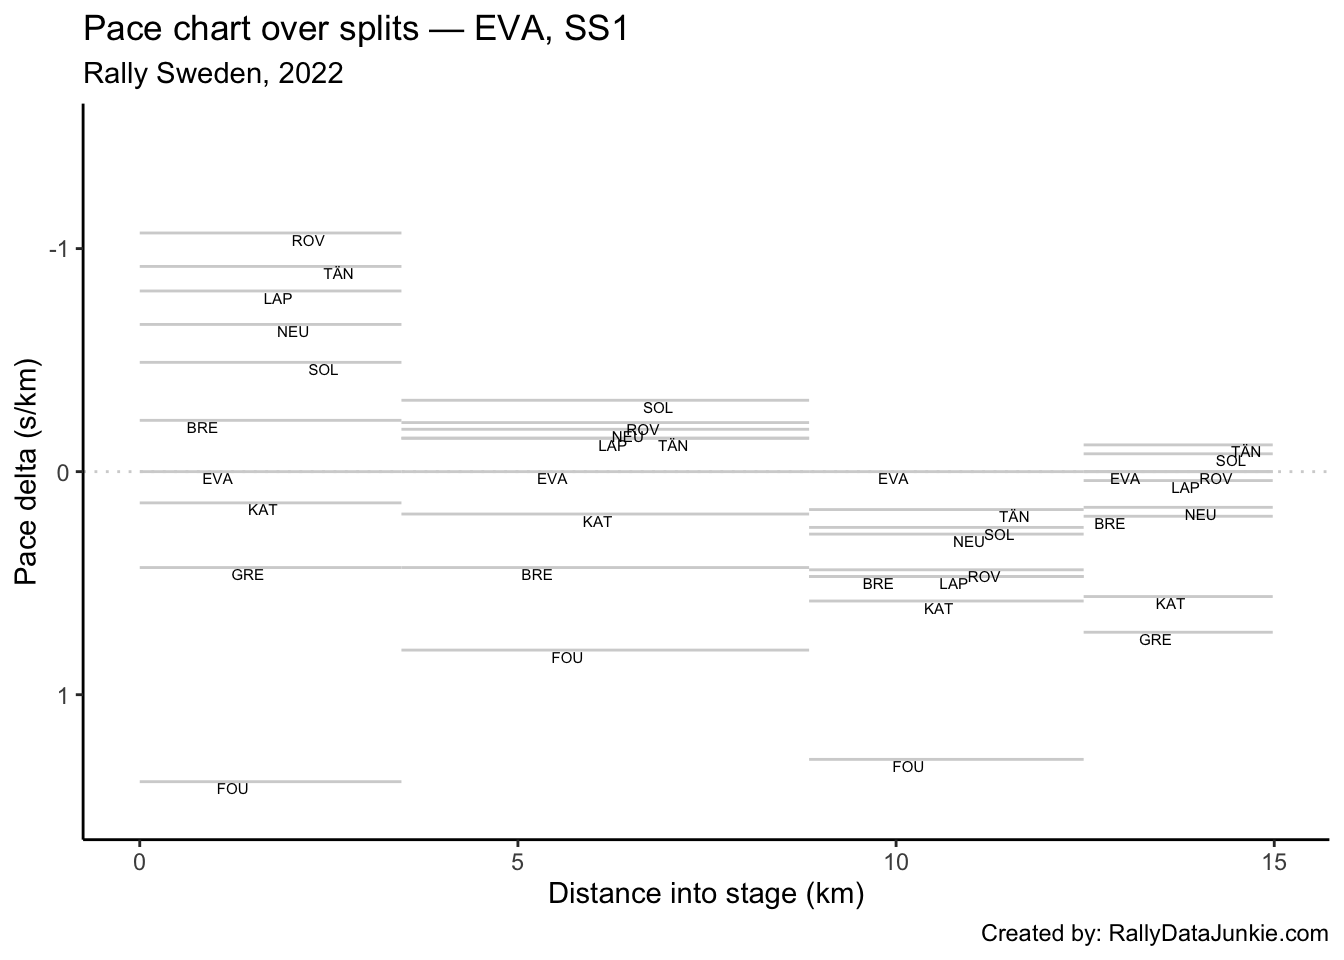 Pace chart over splits — EVA, SS1
Rally Sweden, 2022
Pace delta (s/km)
-1
0
1
ROV
TÄN
LAP
NEU
SOL
BRE
EVA
KAT
GRE
FOU
SOL
ROV
NEU
LAP
TÄN
EVA
KAT
BRE
FOU
EVA
TÄN
SOL
NEU
ROV
BRE
LAP
KAT
FOU
TÄN
SOL
EVA
ROV
LAP
NEU
BRE
KAT
GRE
0
5
10
15
Distance into stage (km)
Created by: RallyDataJunkie.com